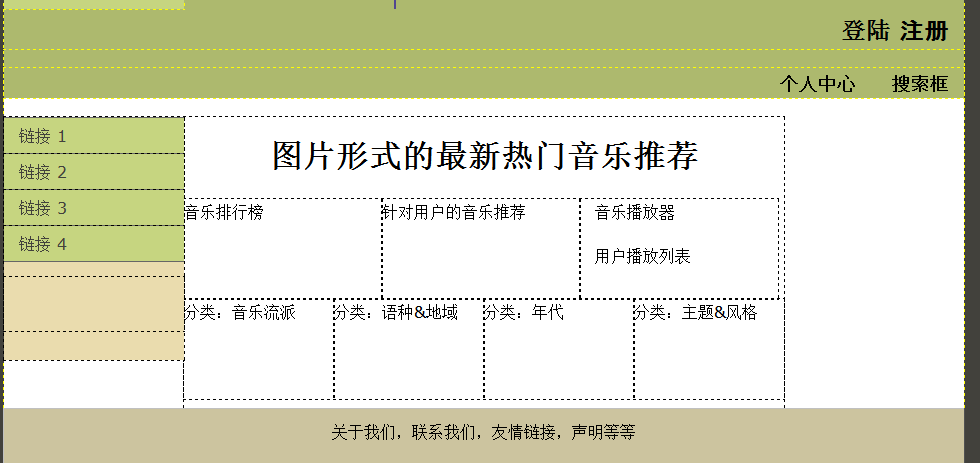 登陆 注册
个人中心 搜索框
链接 1
链接 2
链接 3
链接 4
图片形式的最新热门音乐推荐
音乐排行榜
针对用户的音乐推荐
音乐播放器
用户播放列表
分类：音乐流派
分类：语种&地域
分类：年代
分类：主题&风格
关于我们，联系我们，友情链接，声明等等